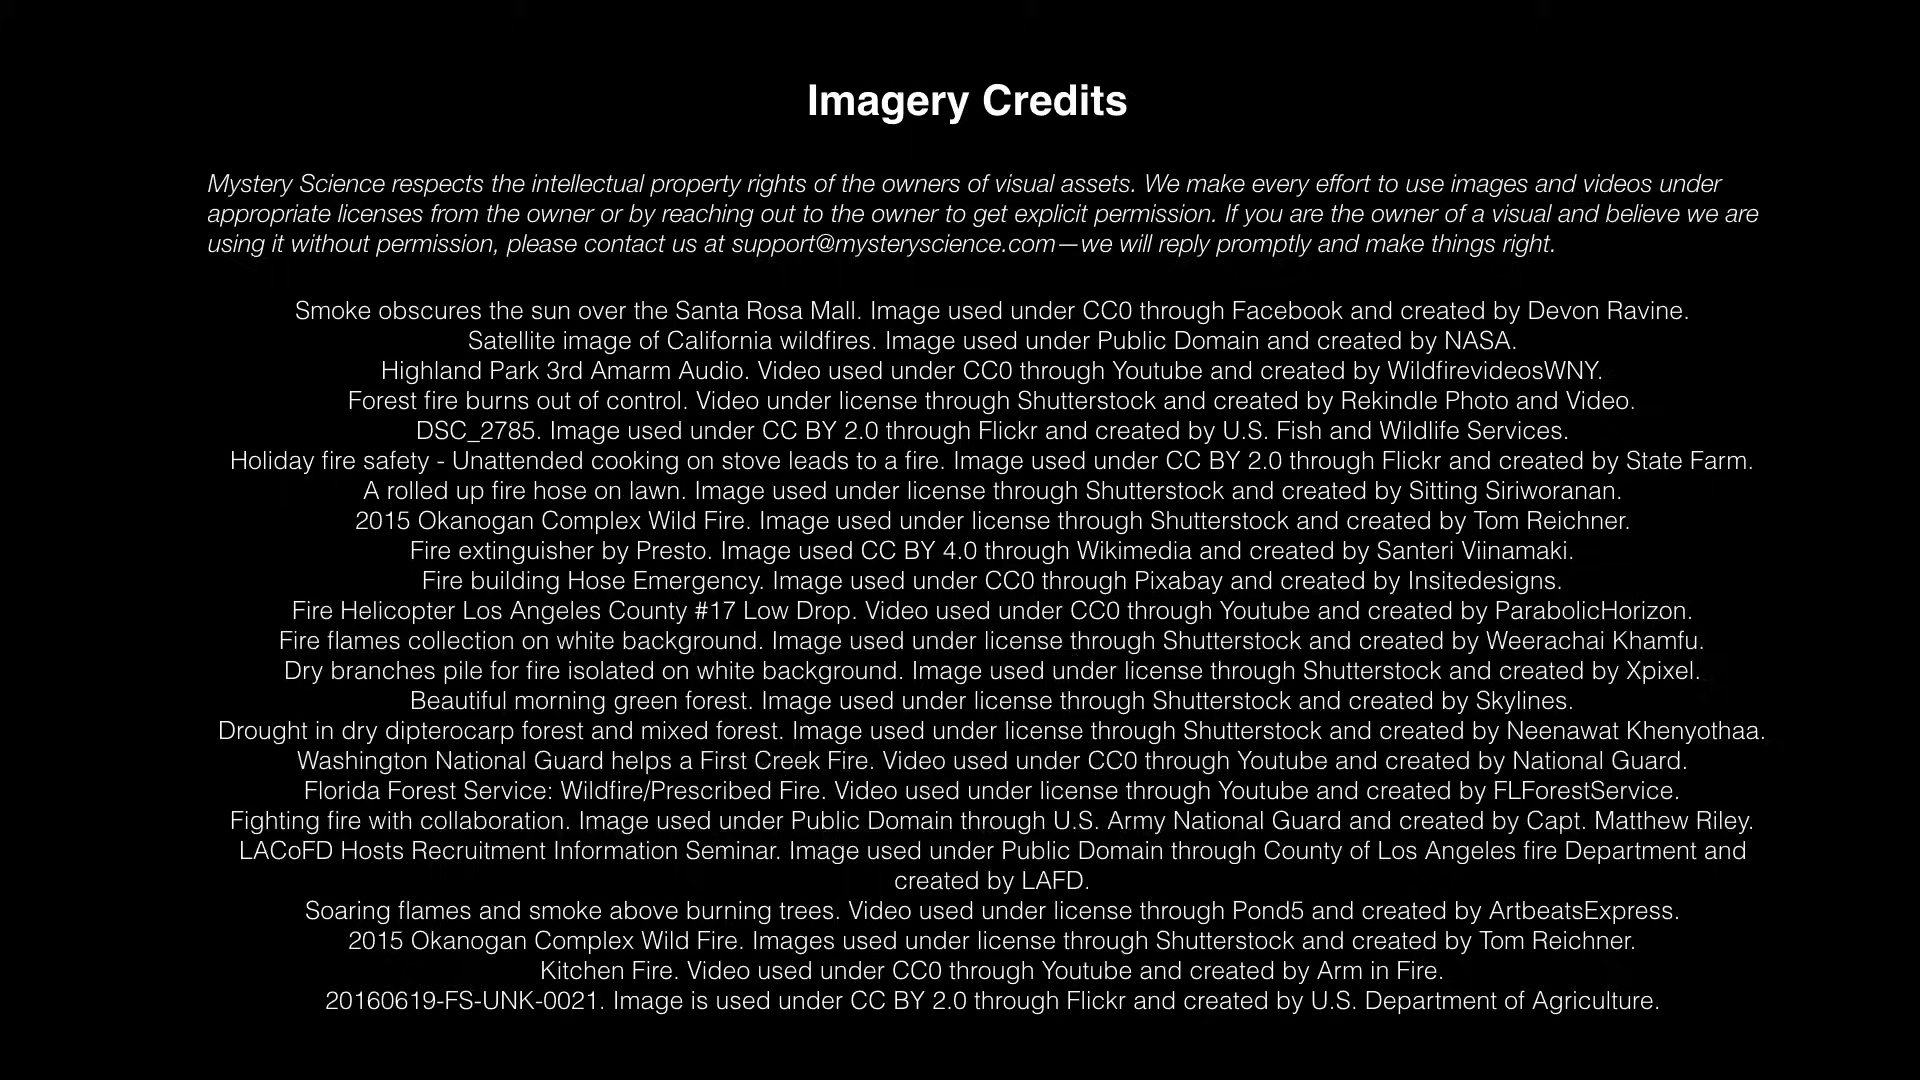 Imagery Credits
Mystery Science respects the intellectual property rights of the owners of visual assets. We make every effort to use images and videos under
appropriate licenses from the owner or by reaching out to the owner to get explicit permission. If you are the owner of a visual and believe we are
using it without permission, please contact us at support@mysteryscience.com—we will reply promptly and make things right.
Smoke obscures the sun over the Santa Rosa Mall. Image used under CC0 through Facebook and created by Devon Ravine.
Satellite image of California wildfires. Image used under Public Domain and created by NASA.
Highland Park 3rd Amarm Audio. Video used under CC0 through Youtube and created by WildfirevideosWNY.
Forest fire burns out of control. Video under license through Shutterstock and created by Rekindle Photo and Video.
DSC_2785. Image used under CC BY 2.0 through Flickr and created by U.S. Fish and Wildlife Services.
Holiday fire safety - Unattended cooking on stove leads to a fire. Image used under CC BY 2.0 through Flickr and created by State Farm.
A rolled up fire hose on lawn. Image used under license through Shutterstock and created by Sitting Siriworanan.
2015 Okanogan Complex Wild Fire. Image used under license through Shutterstock and created by Tom Reichner.
Fire extinguisher by Presto. Image used CC BY 4.0 through Wikimedia and created by Santeri Viinamaki.
Fire building Hose Emergency. Image used under CC0 through Pixabay and created by Insitedesigns.
Fire Helicopter Los Angeles County #17 Low Drop. Video used under CC0 through Youtube and created by ParabolicHorizon.
Fire flames collection on white background. Image used under license through Shutterstock and created by Weerachai Khamfu.
Dry branches pile for fire isolated on white background. Image used under license through Shutterstock and created by Xpixel.
Beautiful morning green forest. Image used under license through Shutterstock and created by Skylines.
Drought in dry dipterocarp forest and mixed forest. Image used under license through Shutterstock and created by Neenawat Khenyothaa.
Washington National Guard helps a First Creek Fire. Video used under CC0 through Youtube and created by National Guard.
Florida Forest Service: Wildfire/Prescribed Fire. Video used under license through Youtube and created by FLForestService.
Fighting fire with collaboration. Image used under Public Domain through U.S. Army National Guard and created by Capt. Matthew Riley.
LACoFD Hosts Recruitment Information Seminar. Image used under Public Domain through County of Los Angeles fire Department and
created by LAFD.
Soaring flames and smoke above burning trees. Video used under license through Pond5 and created by ArtbeatsExpress.
2015 Okanogan Complex Wild Fire. Images used under license through Shutterstock and created by Tom Reichner.
Kitchen Fire. Video used under CC0 through Youtube and created by Arm in Fire.
20160619-FS-UNK-0021. Image is used under CC BY 2.0 through Flickr and created by U.S. Department of Agriculture.